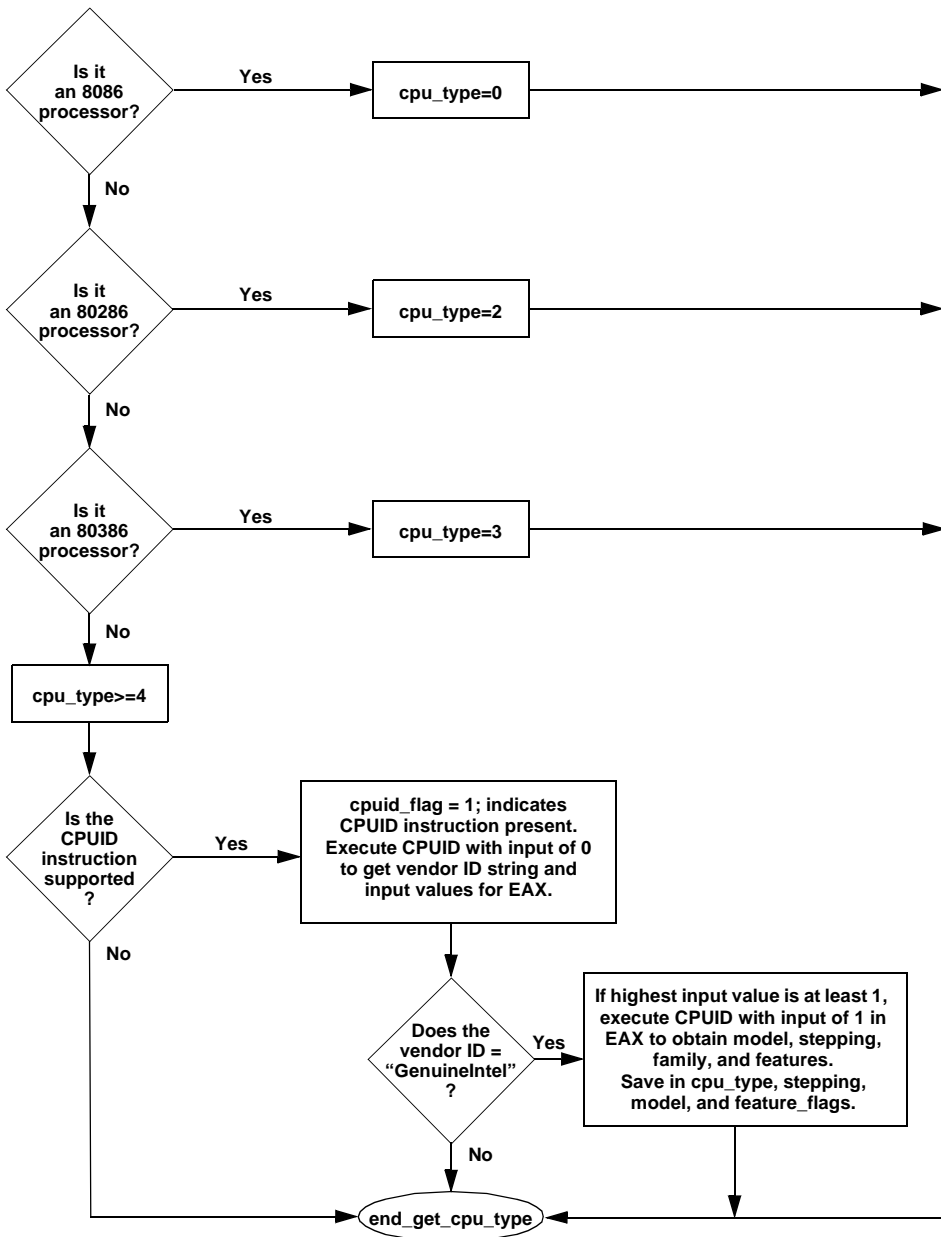 Is it
an 8086
processor?
Yes
cpu_type=0
No
Is it
an 80286
processor?
Yes
cpu_type=2
No
Is it
an 80386
processor?
Yes
cpu_type=3
No
cpu_type>=4
Is the
CPUID
instruction
supported
?
Yes
cpuid_flag = 1; indicates
CPUID instruction present.
Execute CPUID with input of 0
to get vendor ID string and
input values for EAX.
No
Does the
vendor ID =
“GenuineIntel”
?
Yes
If highest input value is at least 1,
execute CPUID with input of 1 in
EAX to obtain model, stepping,
family, and features.
Save in cpu_type, stepping,
model, and feature_flags.
No
end_get_cpu_type